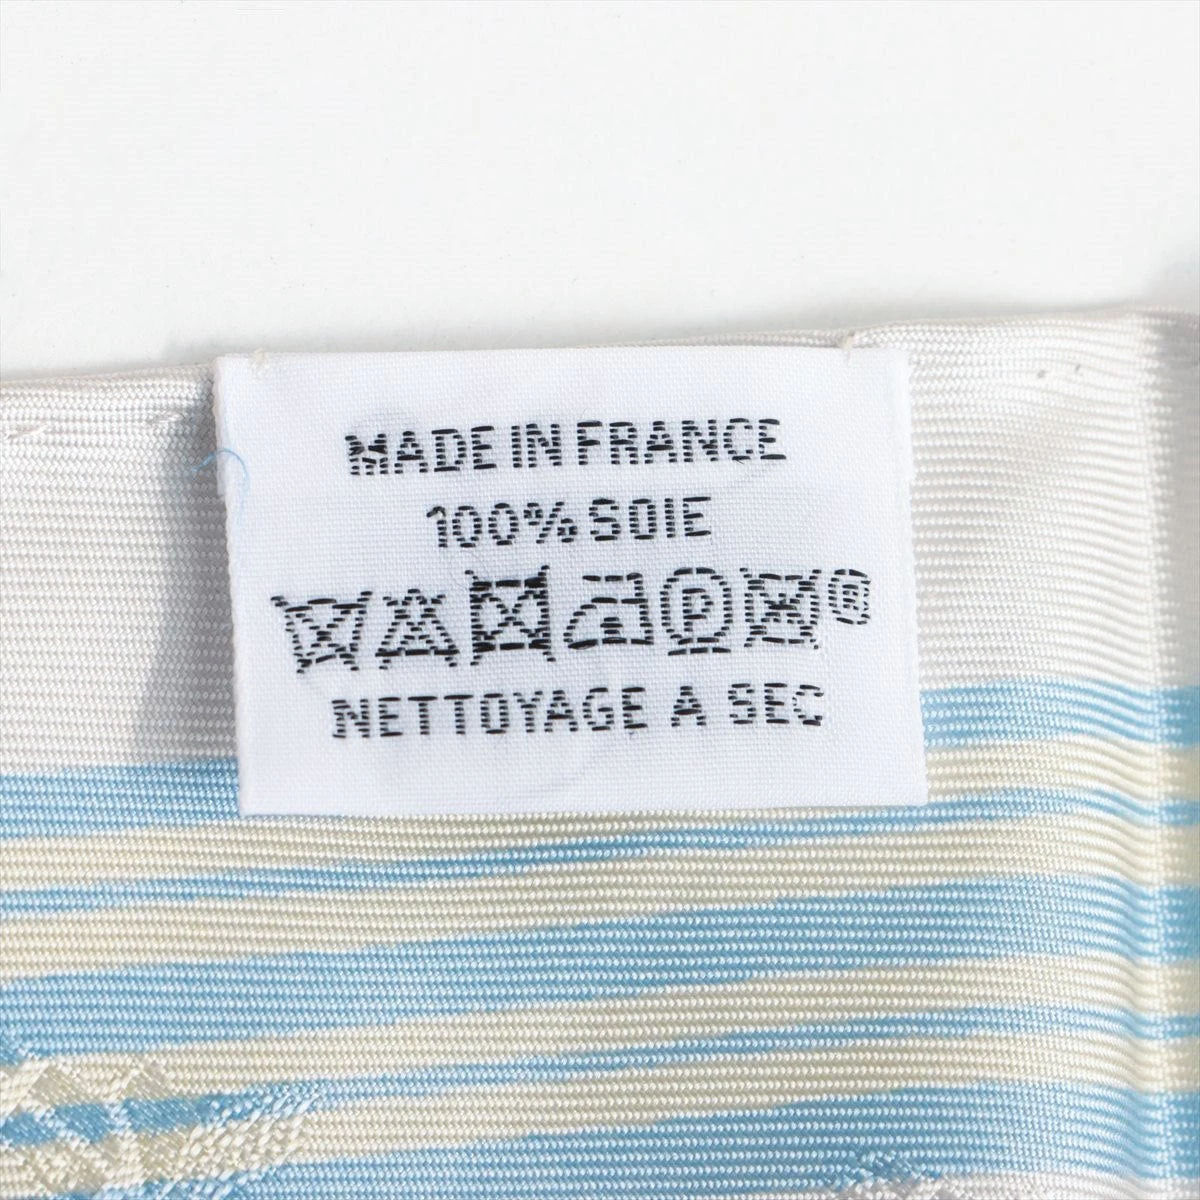 MADE IN FRANCE
100% SOIE
P ®
NETTOYAGE A SEC